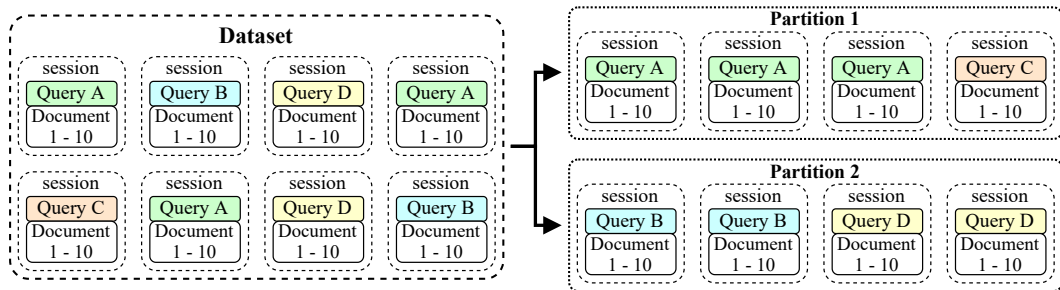 Dataset
session session session session
Query A Query B Query D Query A
Document Document Document Document
1 - 10 1 - 10 1 - 10 1 - 10
session session session session
Query C Query A Query D Query B
Document Document Document Document
1 - 10 1 - 10 1 - 10 1 - 10
Partition 1
session session session session
Query A Query A Query A Query C
Document Document Document Document
1 - 10 1 - 10 1 - 10 1 - 10
Partition 2
session session session session
Query B Query B Query D Query D
Document Document Document Document
1 - 10 1 - 10 1 - 10 1 - 10